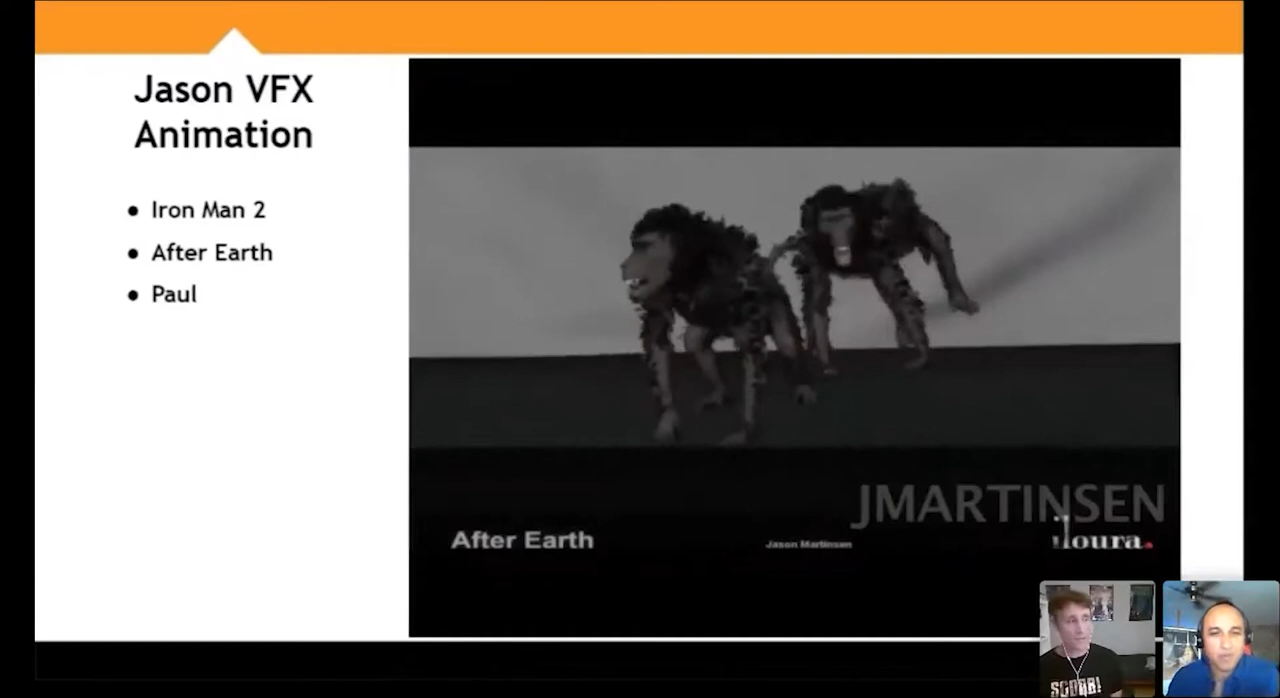 Jason VFX
Animation
● Iron Man 2
● After Earth
● Paul
JMARTINSEN
After Earth
Jason Martinsen
iloura.